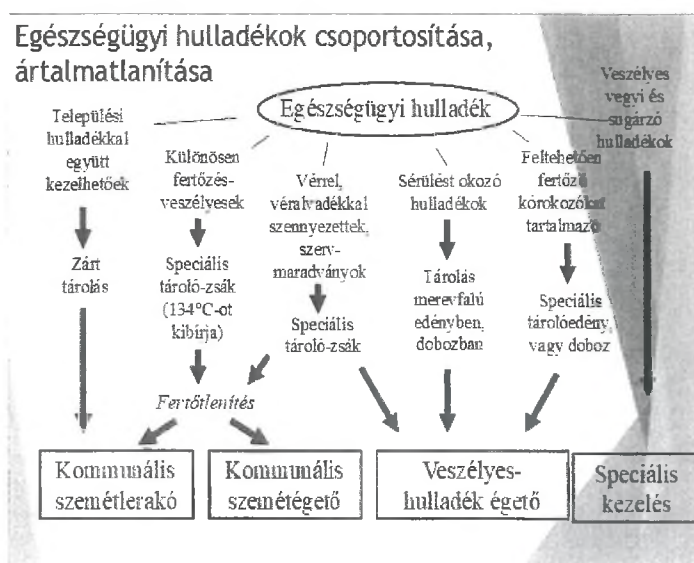 Egészségügyi hulladékok csoportosítása,
ártalmatlanítása
Egészségügyi hulladék
Települési
hulladékkal
együtt
kezelhetőek
Különösen
fertőzés-
veszélyesek
Vérrel,
véralvadékkal
szennyezettek,
szerv-
maradványok
Sérülést okozó
hulladékok
Feltehetően
fertőző
kórokozókat
tartalmazó
Veszélyes
vegyi és
sugárzó
hulladékok
Zárt
tárolás
Speciális
tároló-zsák
(134°C-ot
kibírja)
Speciális
tároló-zsák
Tárolás
merevfalú
edényben,
dobozban
Speciális
tárolóedény
vagy doboz
Fertőtlenítés
Kommunális
szemétlerakó
Kommunális
szemétégető
Veszélyes-
hulladék égető
Speciális
kezelés